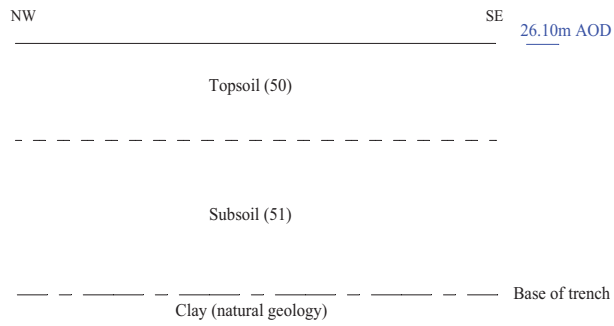 NW
SE
26.10m AOD
Topsoil (50)
Subsoil (51)
Base of trench
Clay (natural geology)